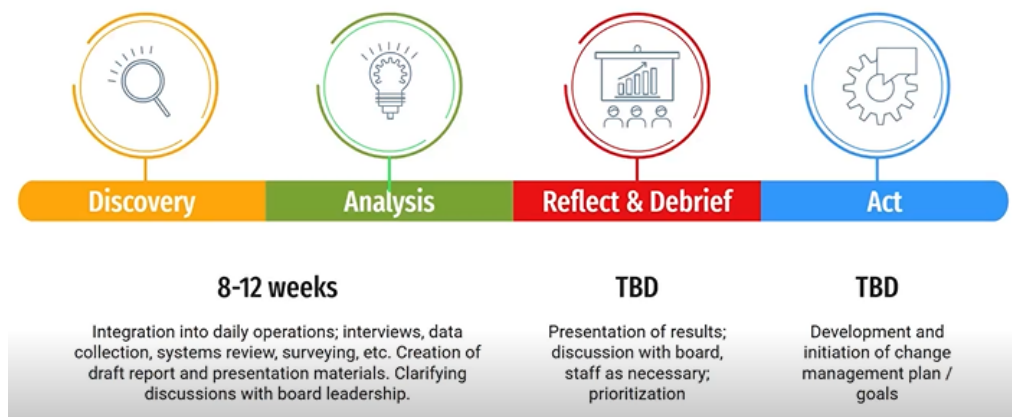 Discovery
Analysis
Reflect & Debrief
Act
8-12 weeks
Integration into daily operations; interviews, data
collection, systems review, surveying, etc. Creation of
draft report and presentation materials. Clarifying
discussions with board leadership.
TBD
Presentation of results;
discussion with board,
staff as necessary;
prioritization
TBD
Development and
initiation of change
management plan /
goals